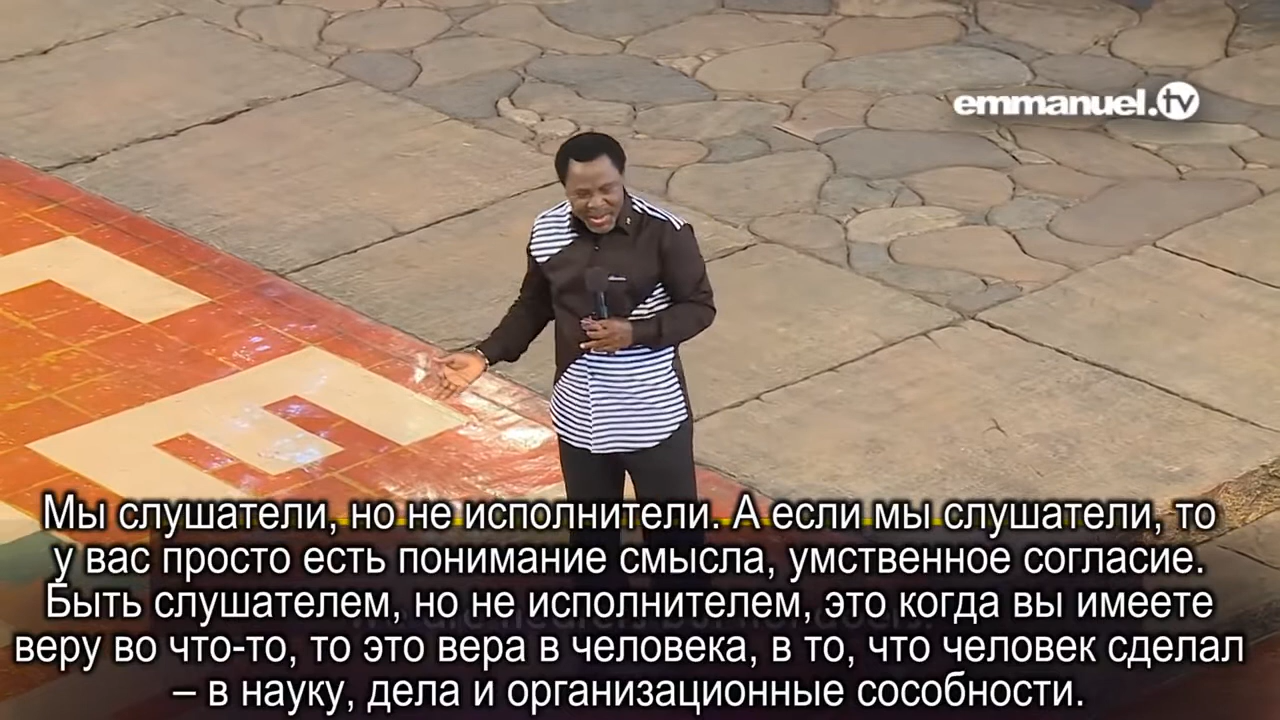 emmanuel.tv
Мы слушатели, но не исполнители. А если мы слушатели, то
у вас просто есть понимание смысла, умственное согласие.
Быть слушателем, но не исполнителем, это когда вы имеете
веру во что-то, то это вера в человека, в то, что человек сделал
– в науку, дела и организационные сособности.